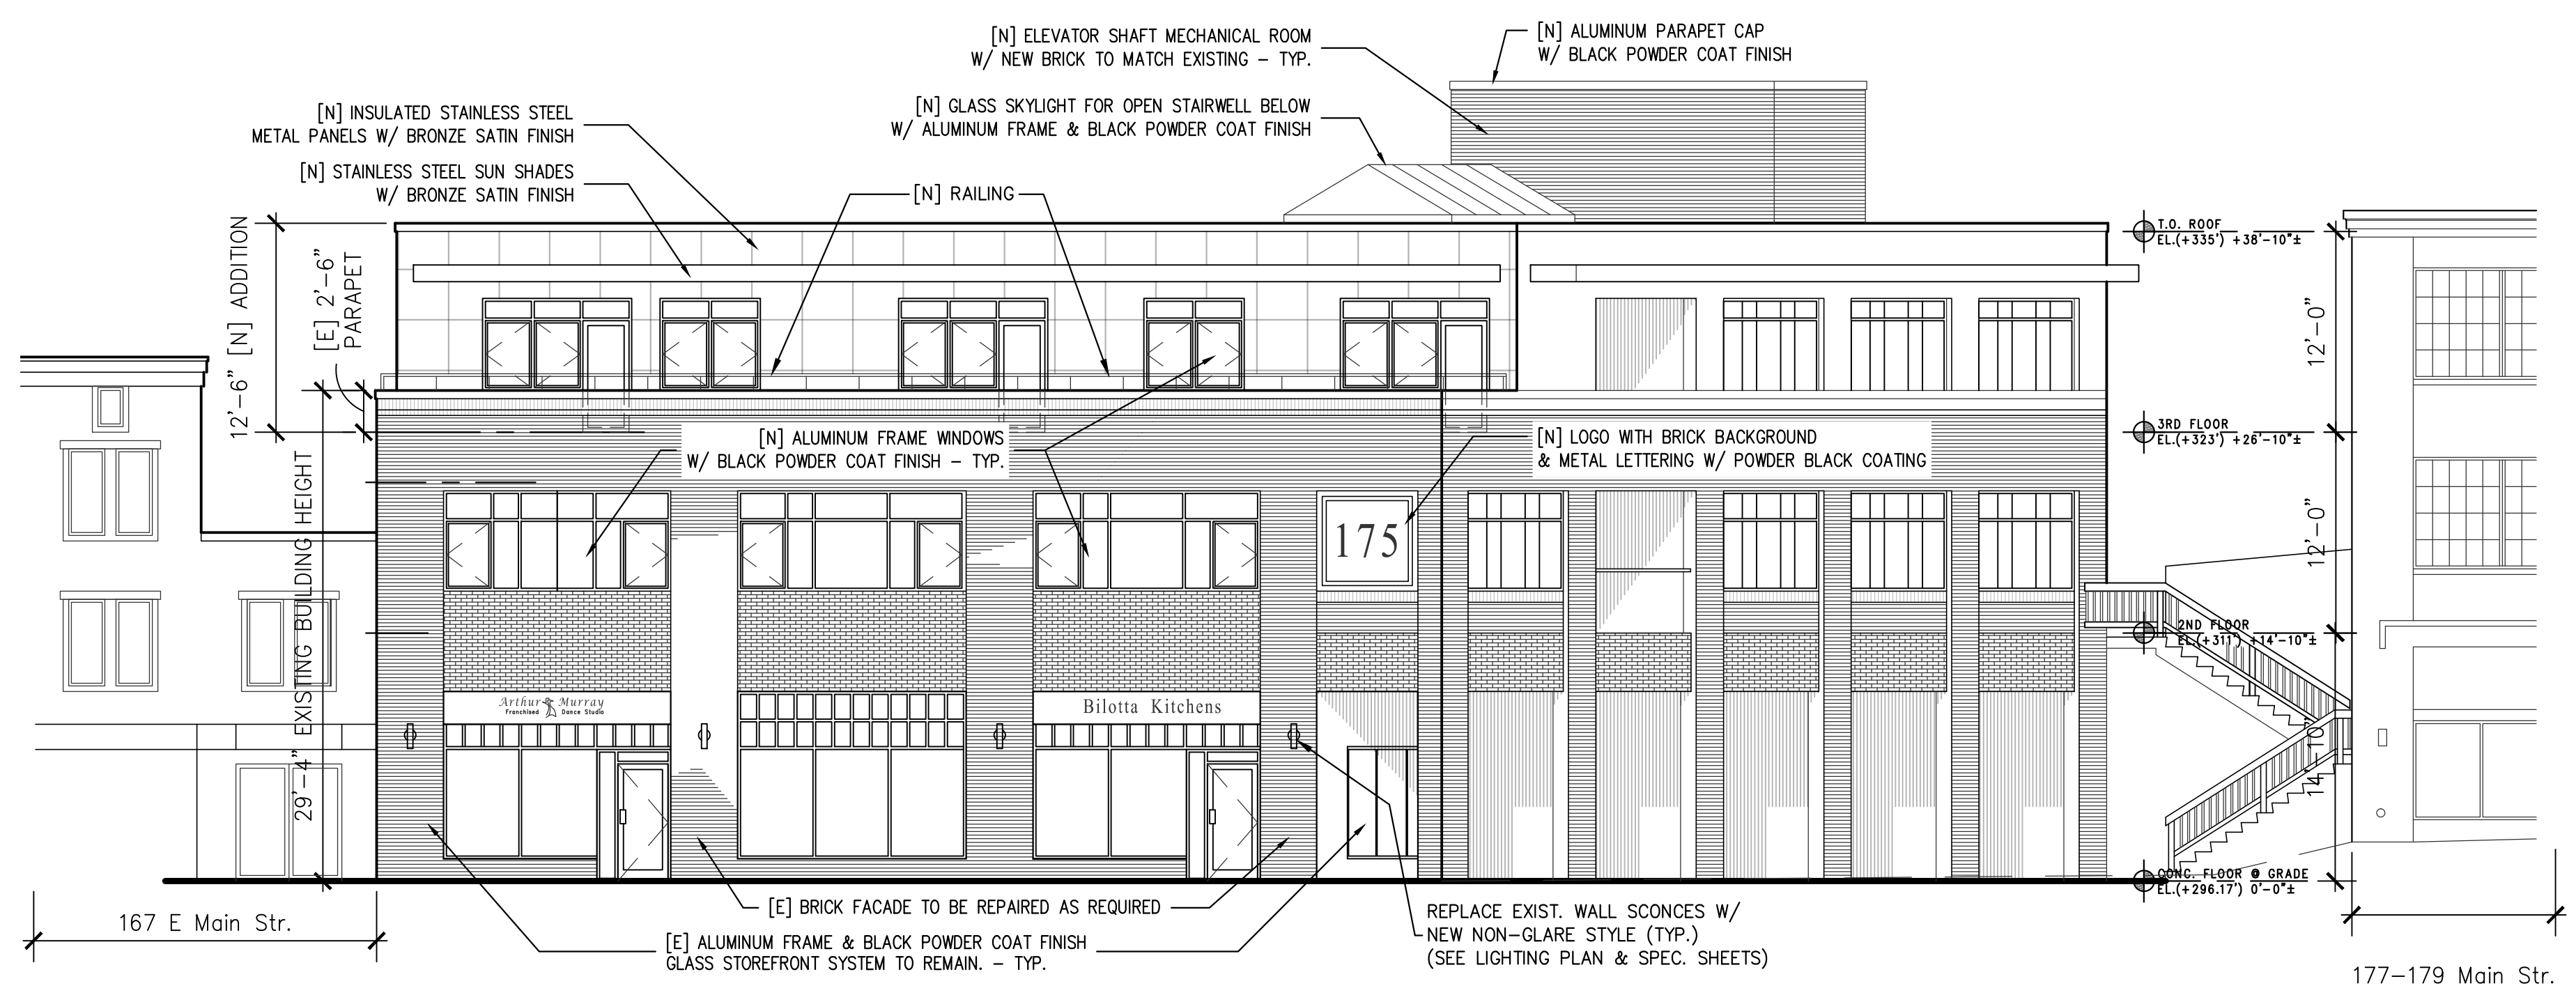 [N] ELEVATOR SHAFT MECHANICAL ROOM
W/ NEW BRICK TO MATCH EXISTING – TYP.
[N] ALUMINUM PARAPET CAP
W/ BLACK POWDER COAT FINISH
[N] INSULATED STAINLESS STEEL
METAL PANELS W/ BRONZE SATIN FINISH
[N] GLASS SKYLIGHT FOR OPEN STAIRWELL BELOW
W/ ALUMINUM FRAME & BLACK POWDER COAT FINISH
[N] STAINLESS STEEL SUN SHADES
W/ BRONZE SATIN FINISH
[N] RAILING
12'-6" [N] ADDITION
[E] 2'-6"
PARAPET
T.O. ROOF
EL.(+335') +38'-10"±
12'-0"
[N] ALUMINUM FRAME WINDOWS
W/ BLACK POWDER COAT FINISH – TYP.
[N] LOGO WITH BRICK BACKGROUND
& METAL LETTERING W/ POWDER BLACK COATING
3RD FLOOR
EL.(+323') +26'-10"±
29'-4" EXISTING BUILDING HEIGHT
175
12'-0"
2ND FLOOR
EL.(+311') +14'-10"±
Arthur Murray
Franchised Dance Studio
Bilotta Kitchens
14'-10"
CONC. FLOOR @ GRADE
EL.(+296.17') 0'-0"±
167 E Main Str.
[E] BRICK FACADE TO BE REPAIRED AS REQUIRED
[E] ALUMINUM FRAME & BLACK POWDER COAT FINISH
GLASS STOREFRONT SYSTEM TO REMAIN. – TYP.
REPLACE EXIST. WALL SCONCES W/
NEW NON-GLARE STYLE (TYP.)
(SEE LIGHTING PLAN & SPEC. SHEETS)
177-179 Main Str.